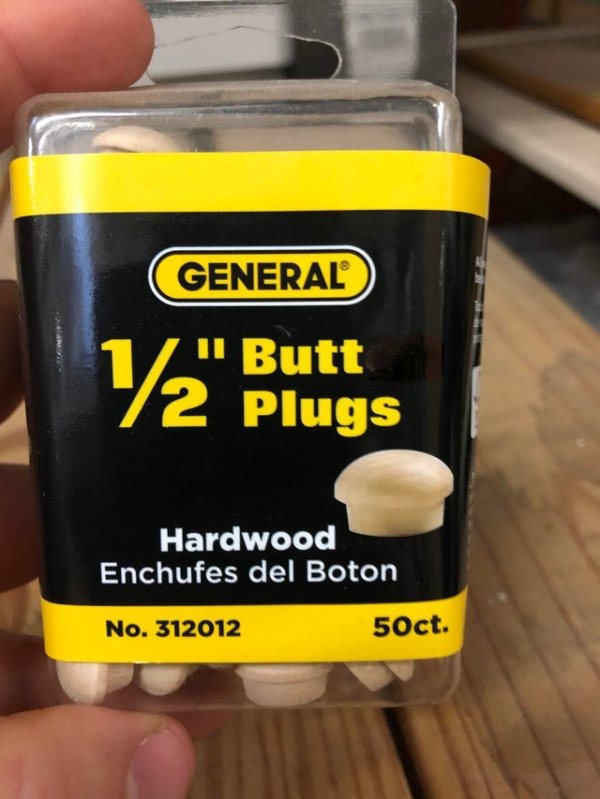 GENERAL®
1/2" Butt
Plugs
Hardwood
Enchufes del Boton
No. 312012
50ct.